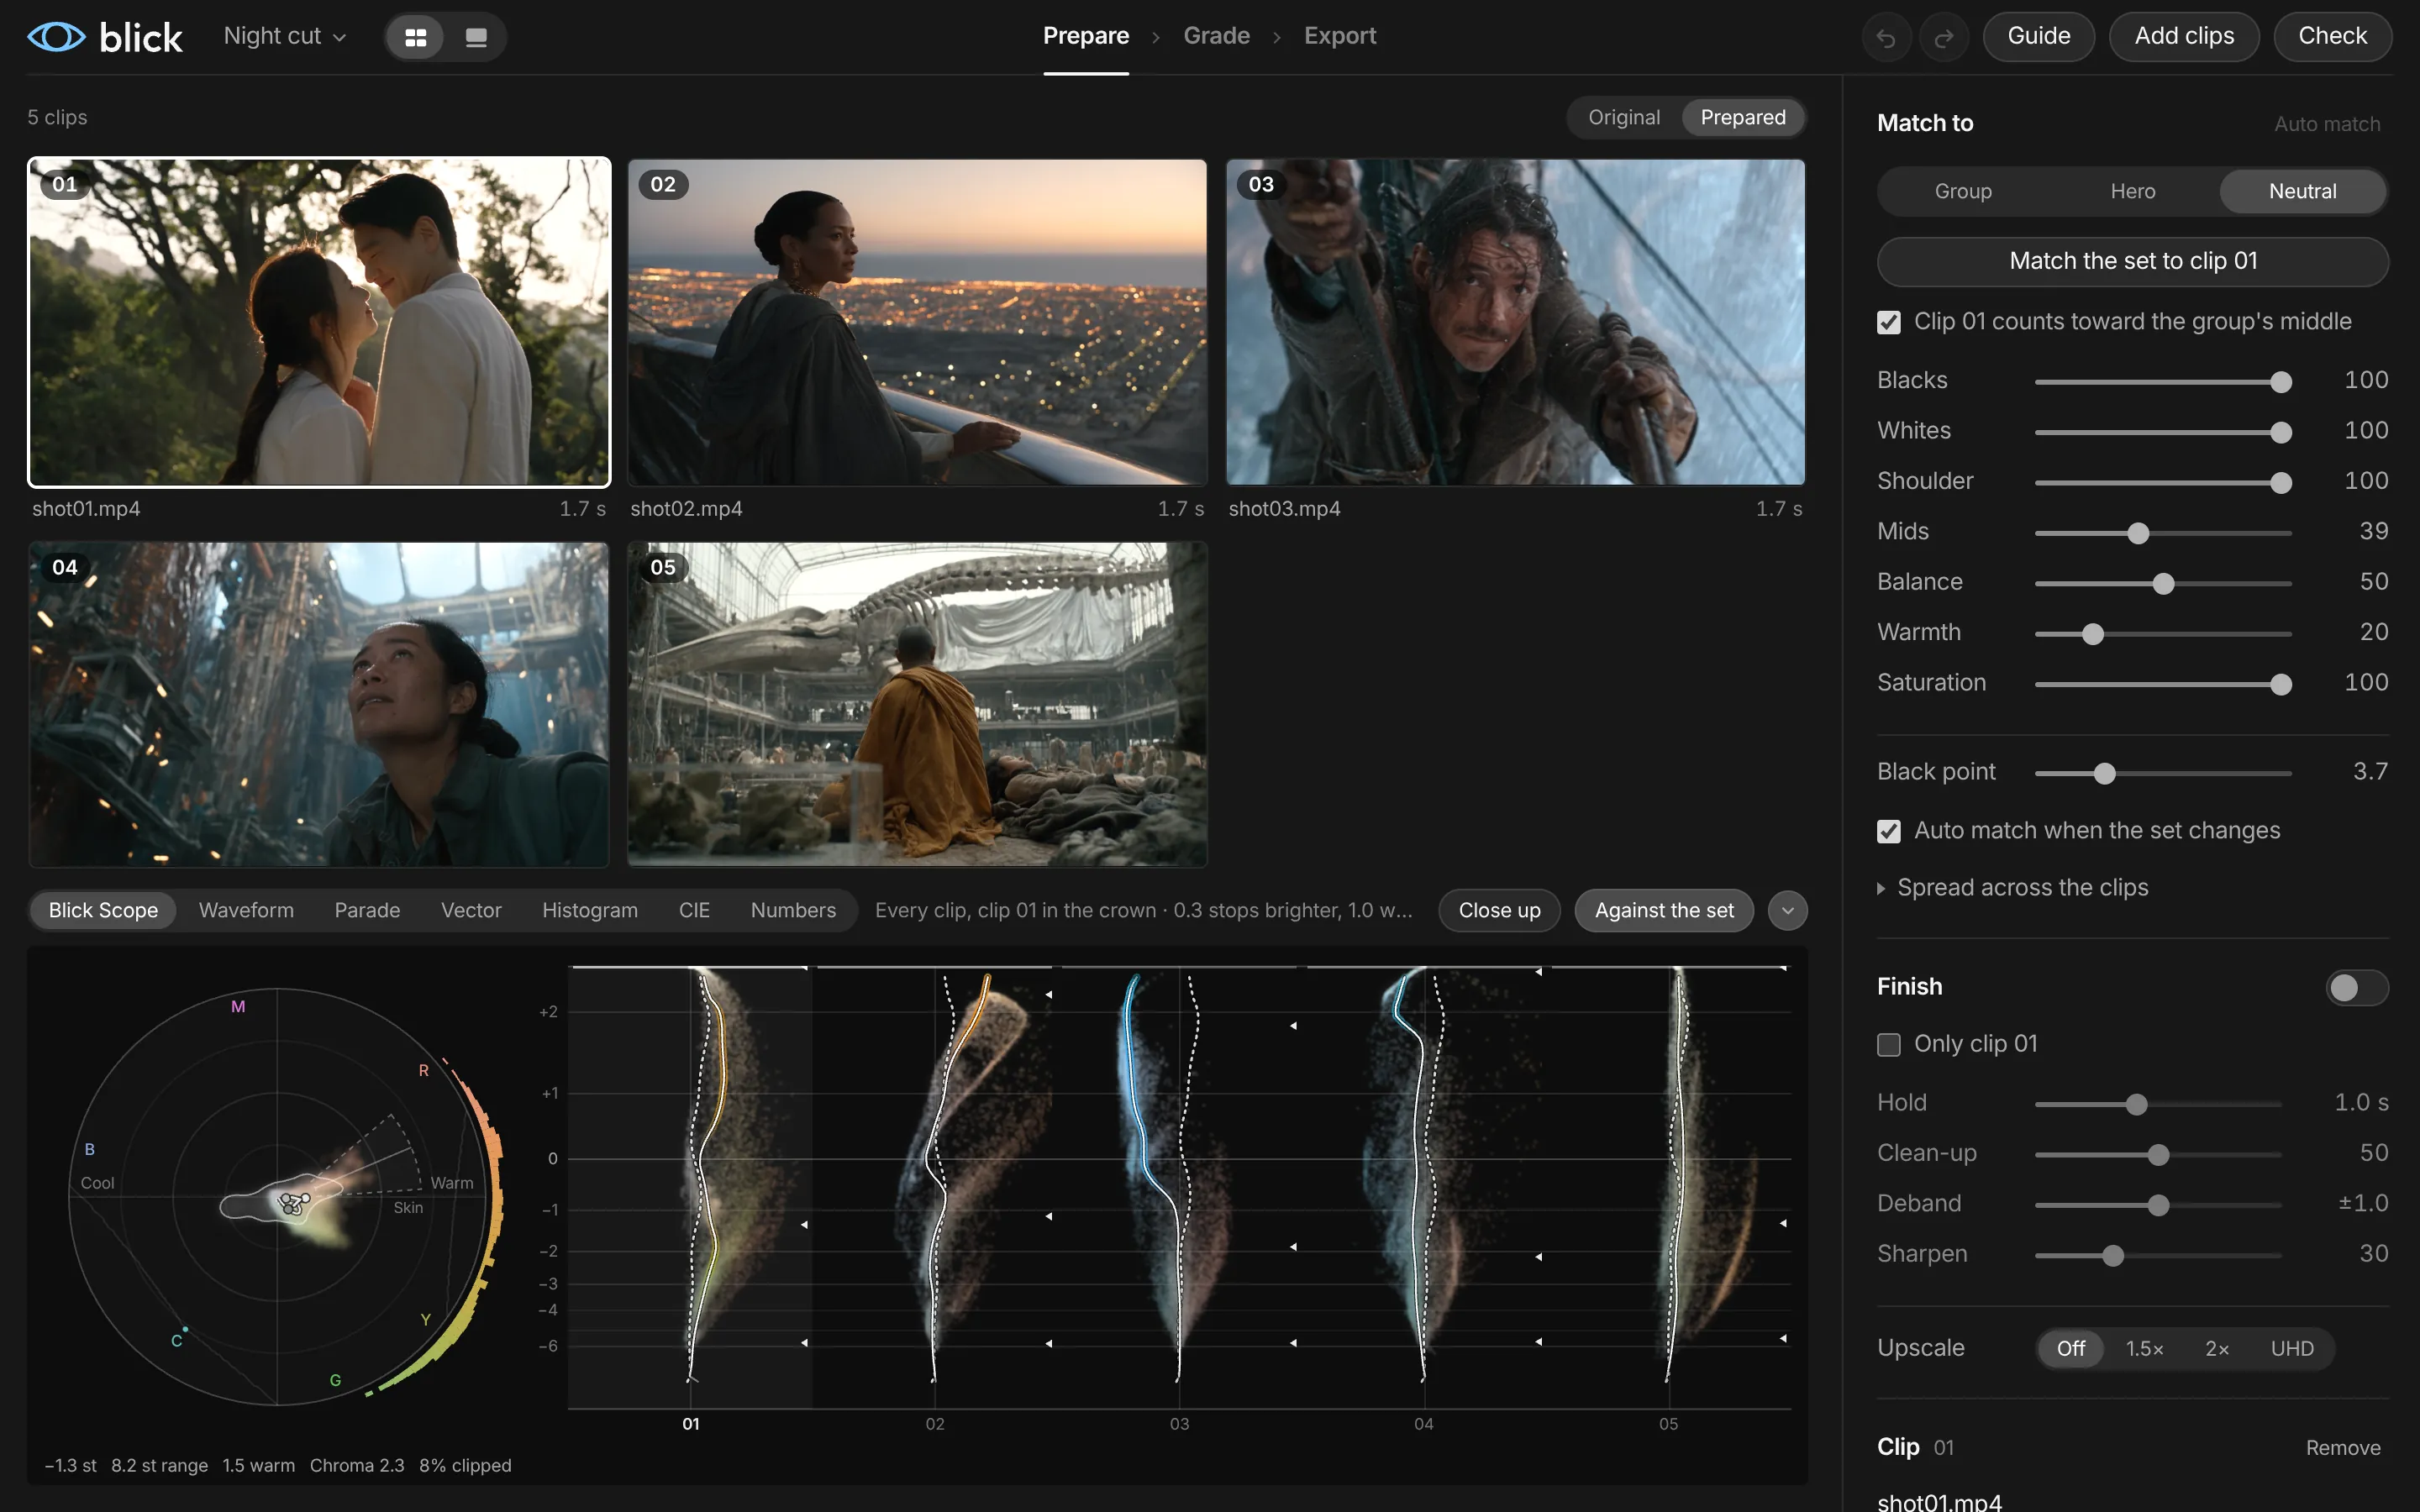 blick
Night cut
Prepare > Grade > Export
Guide
Add clips
Check
5 clips
Original
Prepared
01
02
03
shot01.mp4 1.7 s
shot02.mp4 1.7 s
shot03.mp4 1.7 s
04
05
Blick Scope
Waveform
Parade
Vector
Histogram
CIE
Numbers
Every clip, clip 01 in the crown · 0.3 stops brighter, 1.0 w...
Close up
Against the set
M
R
B
Cool
Warm
Skin
Y
C
G
+2
+1
0
−1
−2
−3
−4
−6
01
02
03
04
05
−1.3 st 8.2 st range 1.5 warm Chroma 2.3 8% clipped
Match to
Auto match
Group
Hero
Neutral
Match the set to clip 01
Clip 01 counts toward the group's middle
Blacks 100
Whites 100
Shoulder 100
Mids 39
Balance 50
Warmth 20
Saturation 100
Black point 3.7
Auto match when the set changes
Spread across the clips
Finish
Only clip 01
Hold 1.0 s
Clean-up 50
Deband ±1.0
Sharpen 30
Upscale Off 1.5× 2× UHD
Clip 01 Remove
shot01.mp4